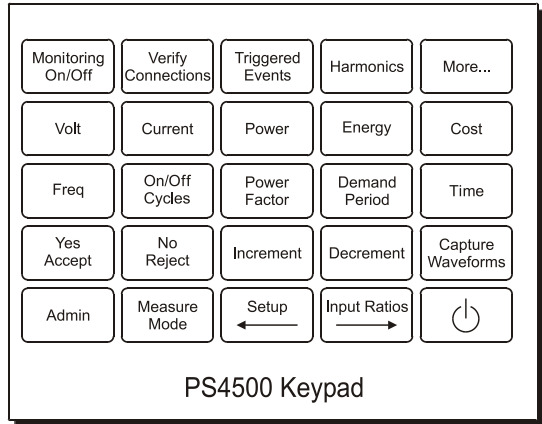 Monitoring
On/Off
Verify
Connections
Triggered
Events
Harmonics
More...
Volt
Current
Power
Energy
Cost
Freq
On/Off
Cycles
Power
Factor
Demand
Period
Time
Yes
Accept
No
Reject
Increment
Decrement
Capture
Waveforms
Admin
Measure
Mode
Setup
Input Ratios
PS4500 Keypad